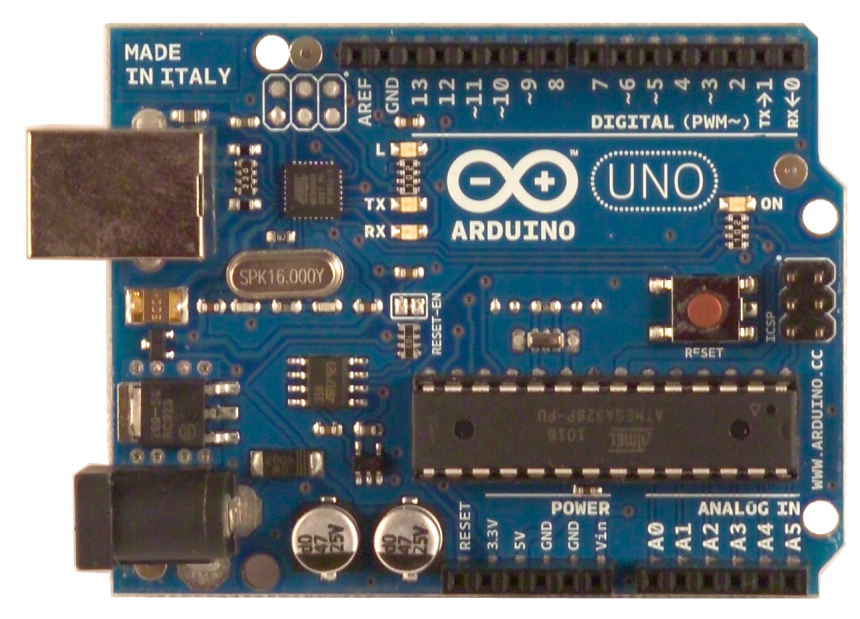 MADE
IN ITALY
AREF
GND
13
12
~11
~10
~9
8
7
~6
~5
4
~3
2
TX→1
RX←0
DIGITAL (PWM~)
L
TX
RX
™
ARDUINO
UNO
ON
SPK16.000Y
RESET-EN
RESET
ICSP
ATMEGA328P-PU
ATMEL
1016
WWW.ARDUINO.CC
POWER
ANALOG IN
RESET
3.3V
5V
GND
GND
Vin
A0
A1
A2
A3
A4
A5
47
25V
47
25V